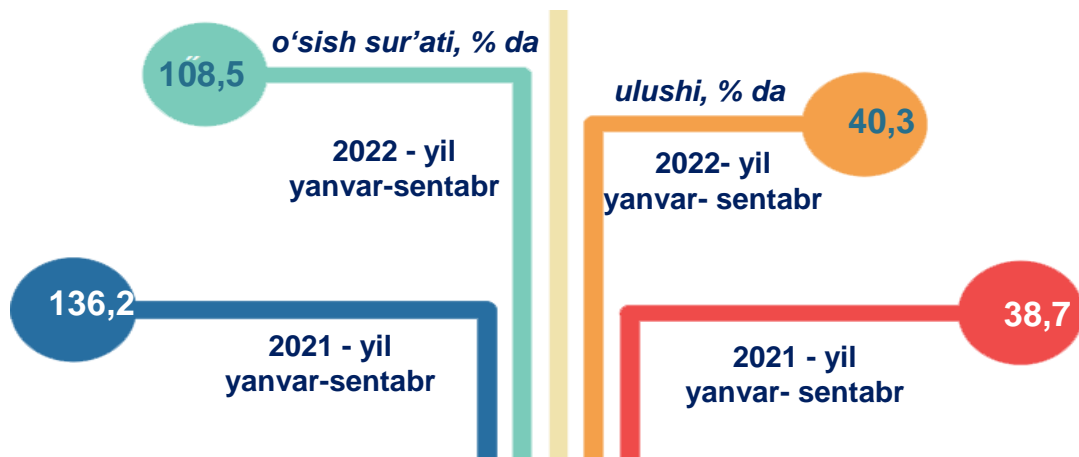 o‘sish sur’ati, % da
108,5
2022 - yil
yanvar-sentabr
136,2
2021 - yil
yanvar-sentabr
ulushi, % da
40,3
2022- yil
yanvar- sentabr
38,7
2021 - yil
yanvar- sentabr